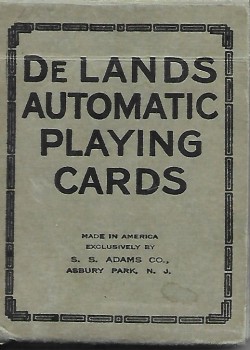 DE LANDS
AUTOMATIC
PLAYING
CARDS
MADE IN AMERICA
EXCLUSIVELY BY
S. S. ADAMS CO.,
ASBURY PARK, N. J.